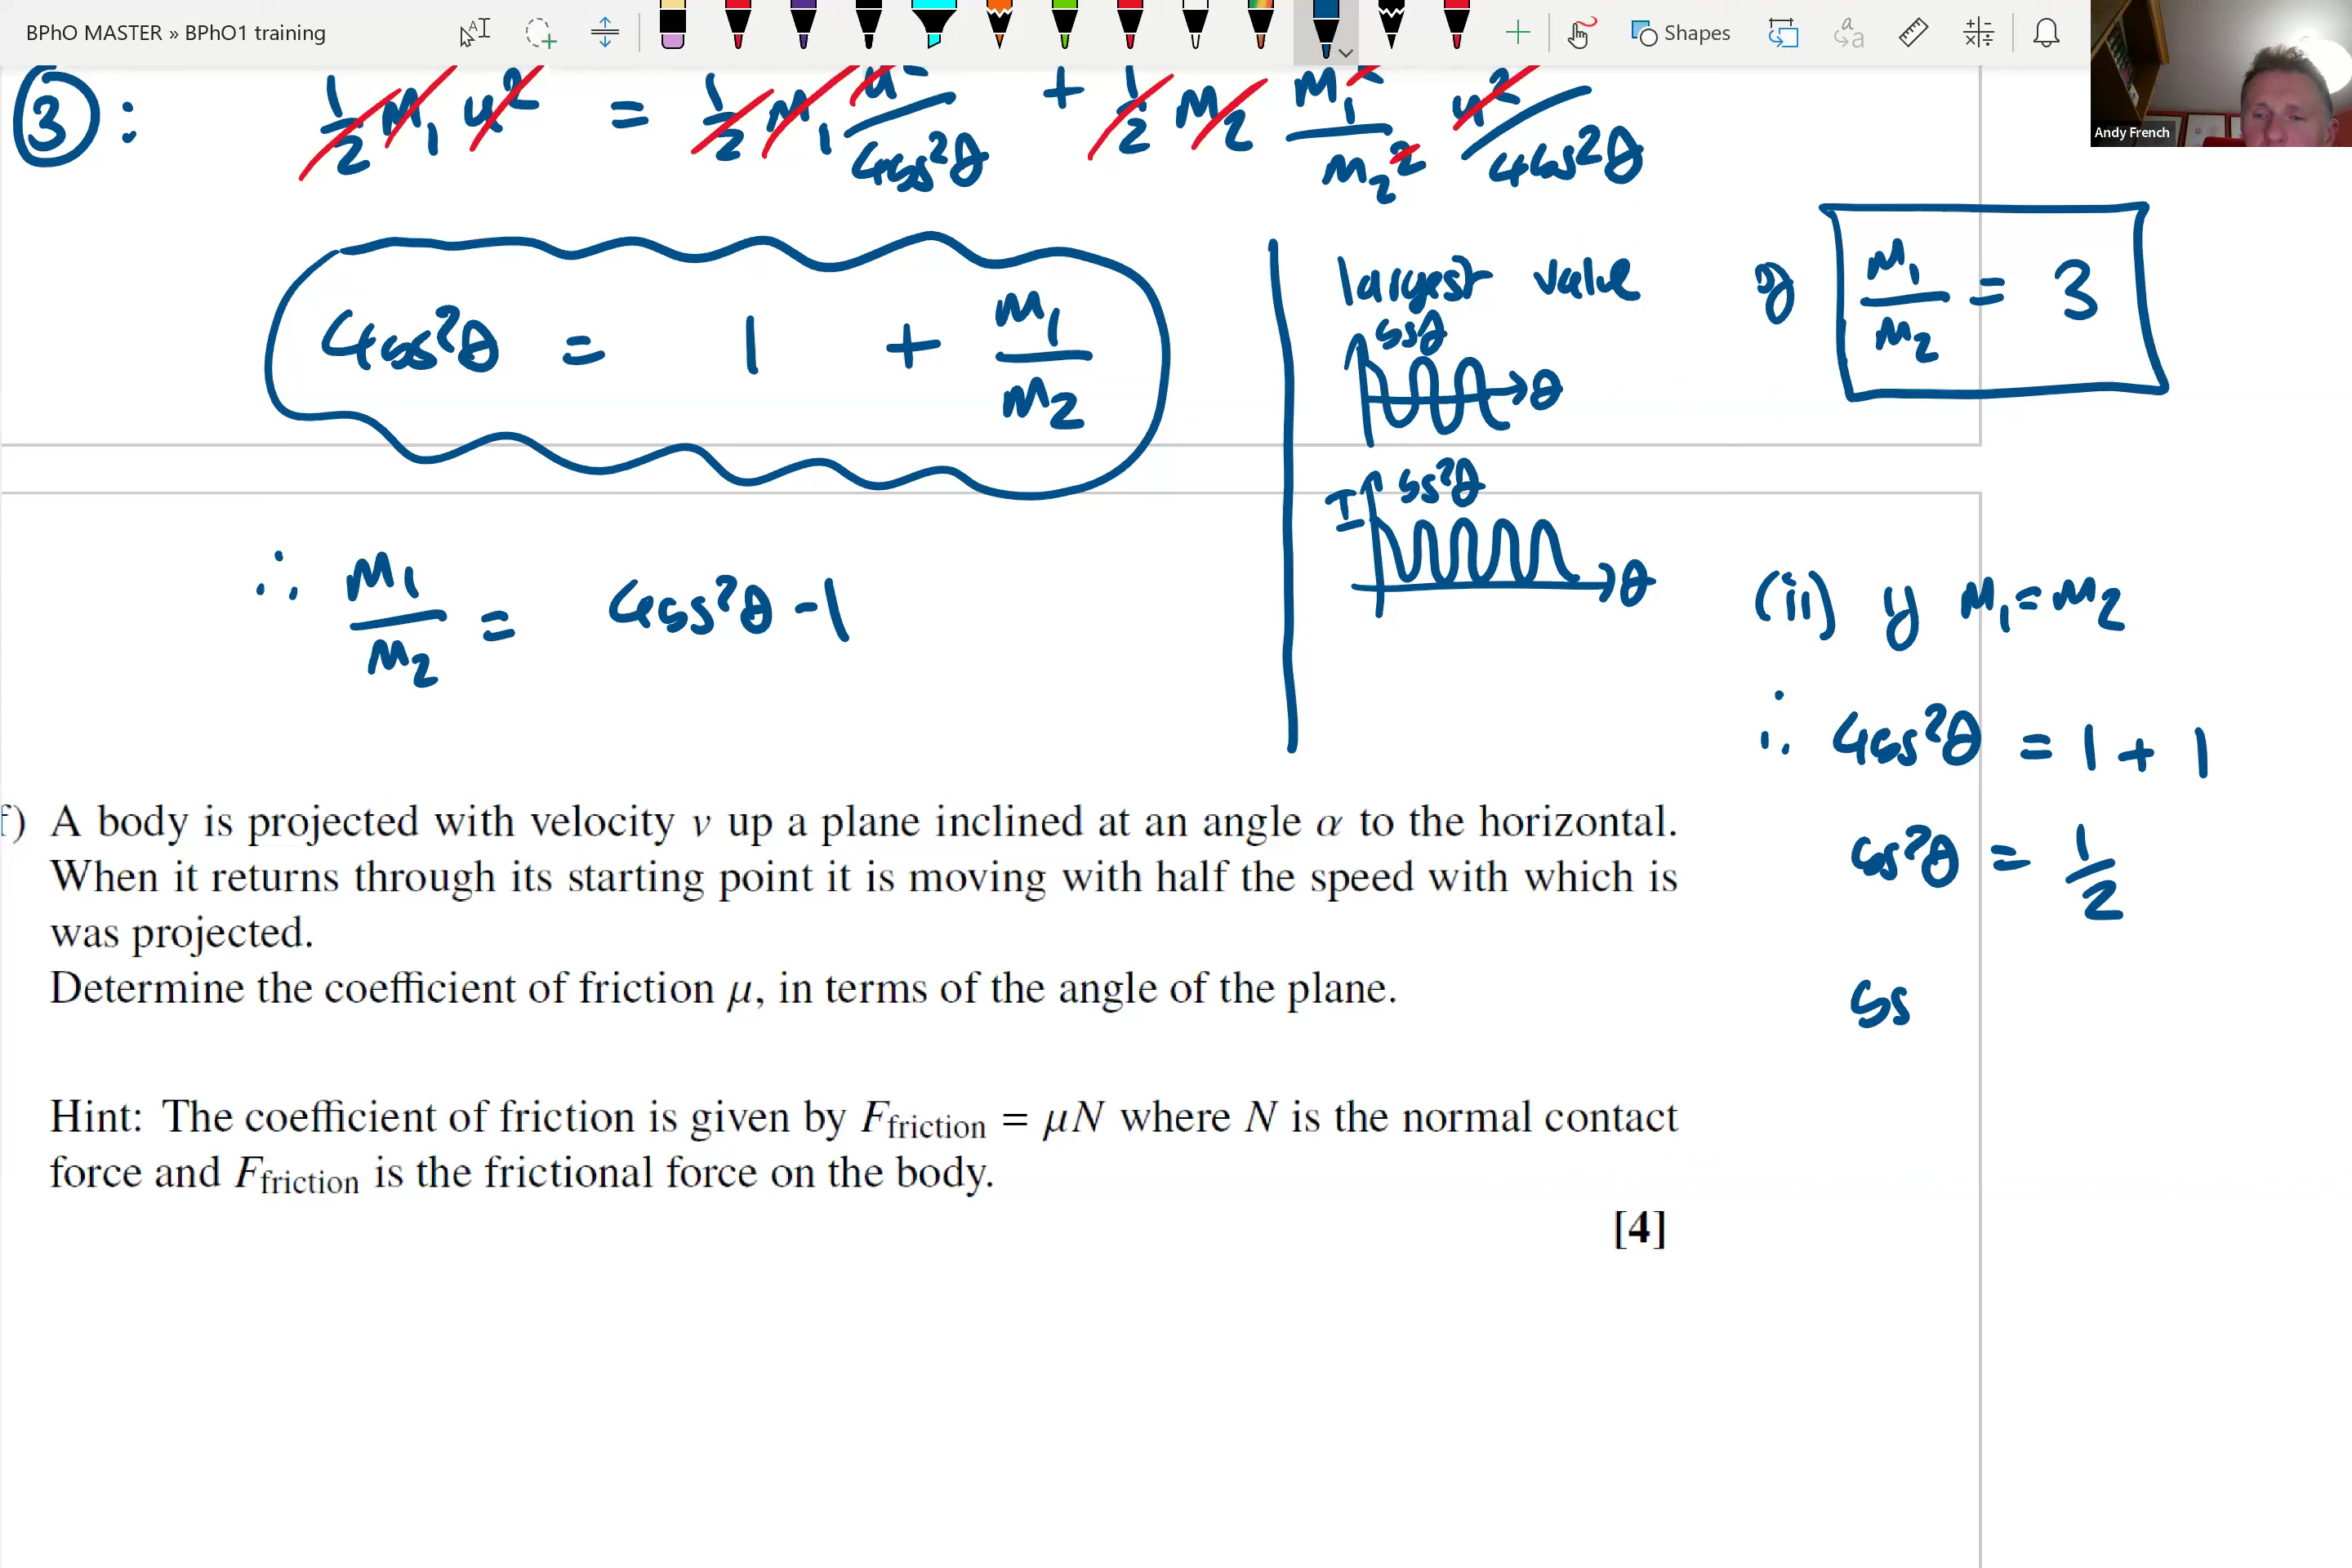 BPhO MASTER » BPhO1 training
Shapes
Andy French
③ : ½ M₁ u² = ½ M₁ u²/4cos²θ + ½ M₂ M₁²/M₂² u²/4cos²θ
4cos²θ = 1 + M₁/M₂
largest value
cosθ
θ
is M₁/M₂ = 3
1 cos²θ
θ
∴ M₁/M₂ = 4cos²θ - 1
(ii) if M₁ = M₂
∴ 4cos²θ = 1 + 1
cos²θ = 1/2
cos
f) A body is projected with velocity v up a plane inclined at an angle α to the horizontal.
When it returns through its starting point it is moving with half the speed with which is
was projected.
Determine the coefficient of friction μ, in terms of the angle of the plane.
Hint: The coefficient of friction is given by Ffriction = μN where N is the normal contact
force and Ffriction is the frictional force on the body.
[4]